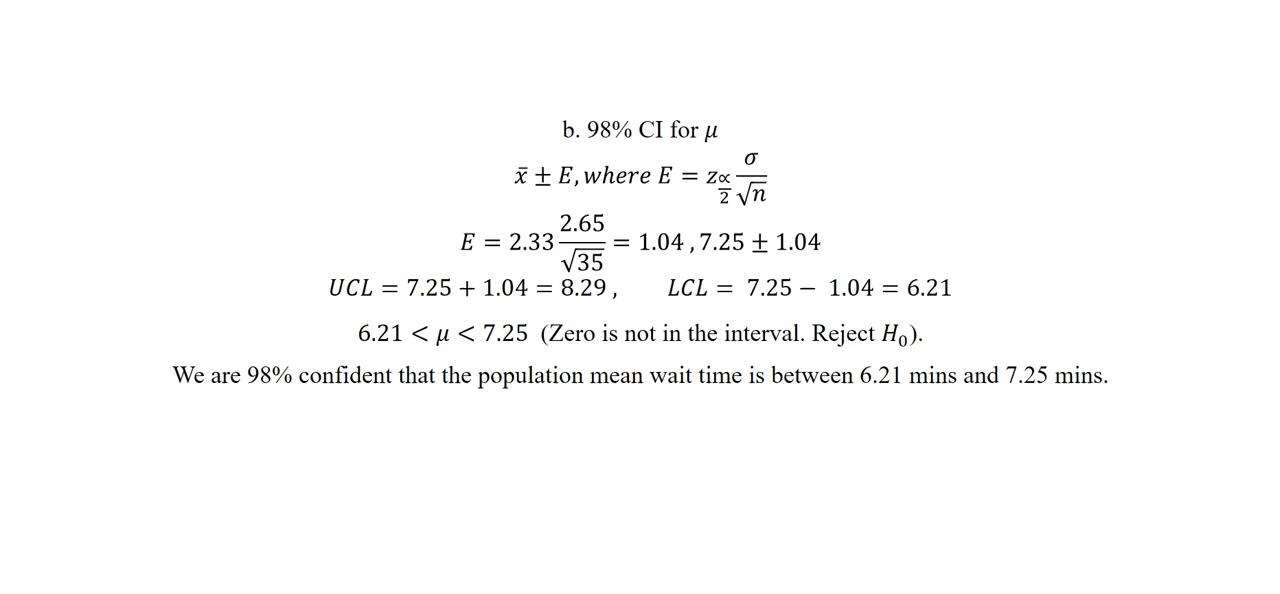 b. 98% CI for μ
x̄ ± E, where E = z_{∝/2} σ/√n
E = 2.33 2.65/√35 = 1.04 , 7.25 ± 1.04
UCL = 7.25 + 1.04 = 8.29 , LCL = 7.25 − 1.04 = 6.21
6.21 < μ < 7.25 (Zero is not in the interval. Reject H₀).
We are 98% confident that the population mean wait time is between 6.21 mins and 7.25 mins.